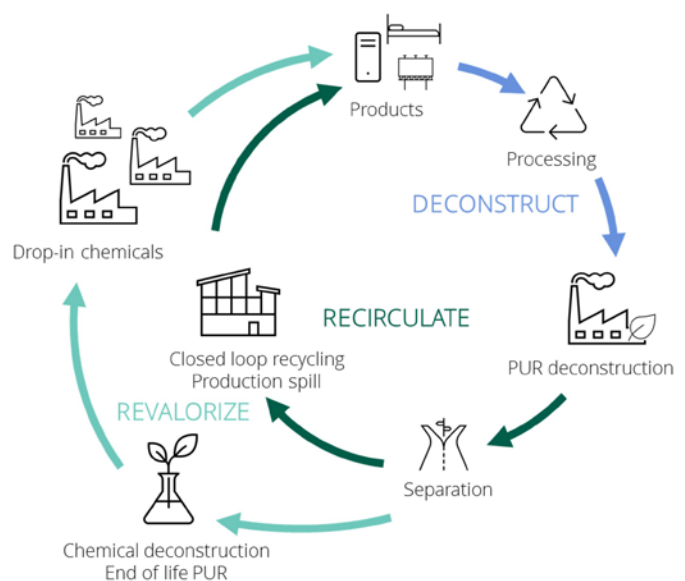 Products
Processing
DECONSTRUCT
Drop-in chemicals
RECIRCULATE
Closed loop recycling
Production spill
PUR deconstruction
REVALORIZE
Separation
Chemical deconstruction
End of life PUR